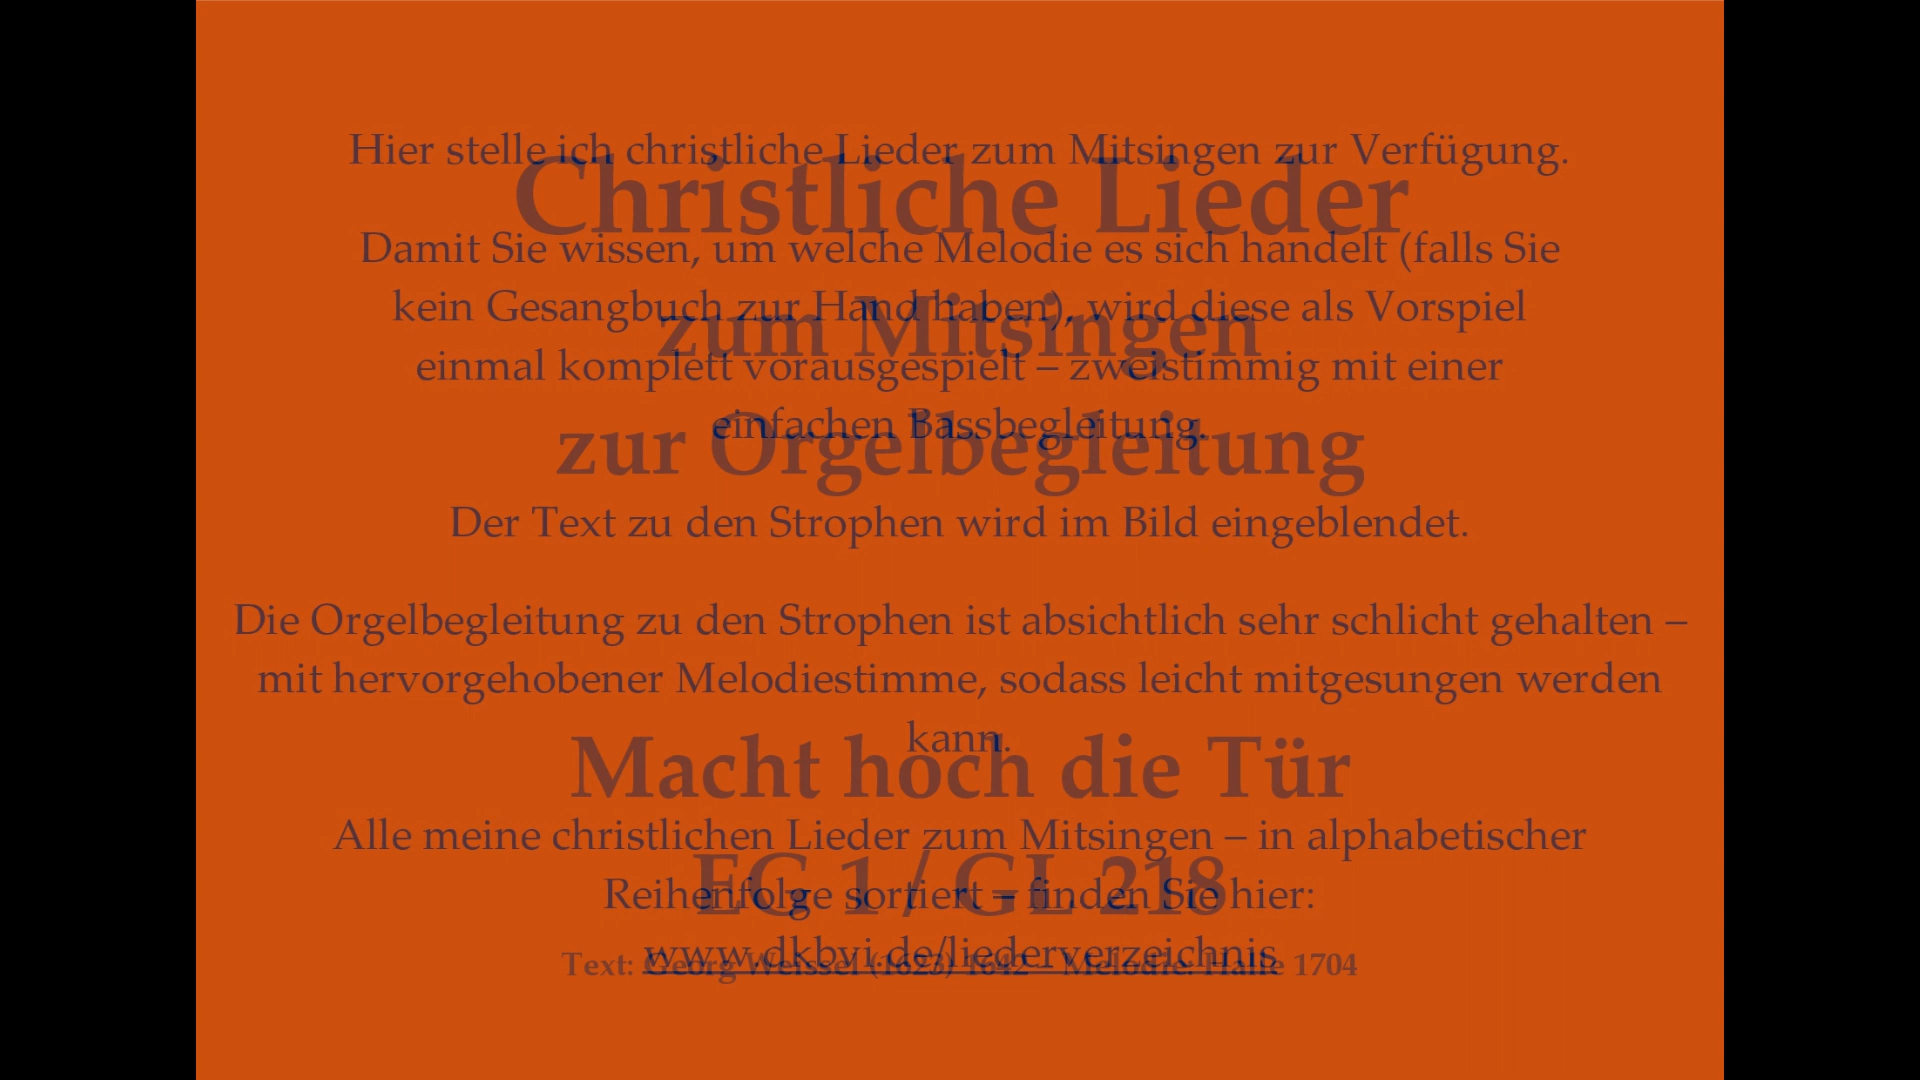 Hier stelle ich christliche Lieder zum Mitsingen zur Verfügung.
Christliche Lieder
Damit Sie wissen, um welche Melodie es sich handelt (falls Sie
kein Gesangbuch zur Hand haben), wird diese als Vorspiel
zum Mitsingen
einmal komplett vorausgespielt – zweistimmig mit einer
einfachen Bassbegleitung.
zur Orgelbegleitung
Der Text zu den Strophen wird im Bild eingeblendet.
Die Orgelbegleitung zu den Strophen ist absichtlich sehr schlicht gehalten –
mit hervorgehobener Melodiestimme, sodass leicht mitgesungen werden
kann.
Macht hoch die Tür
Alle meine christlichen Lieder zum Mitsingen – in alphabetischer
EG 1 / GL 218
Reihenfolge sortiert – finden Sie hier:
www.dkbvi.de/liederverzeichnis
Text: Georg Weissel (1623) 1642 - Melodie: Halle 1704